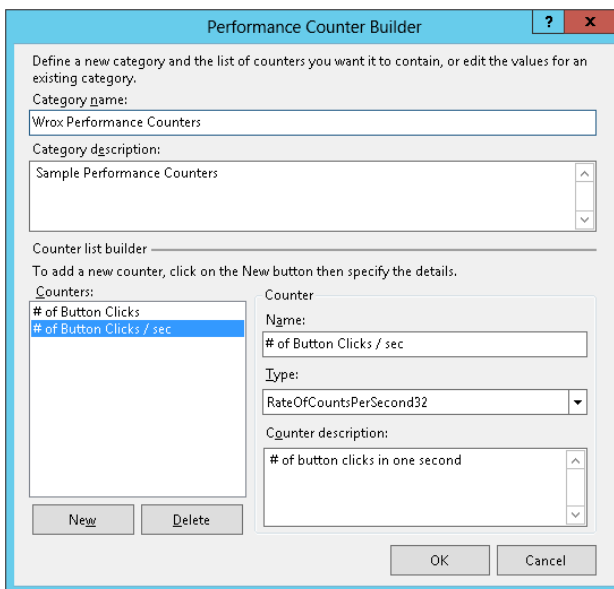 Performance Counter Builder
?
x
Define a new category and the list of counters you want it to contain, or edit the values for an
existing category.
Category name:
Wrox Performance Counters
Category description:
Sample Performance Counters
Counter list builder
To add a new counter, click on the New button then specify the details.
Counters:
# of Button Clicks
# of Button Clicks / sec
New
Delete
Counter
Name:
# of Button Clicks / sec
Type:
RateOfCountsPerSecond32
Counter description:
# of button clicks in one second
OK
Cancel